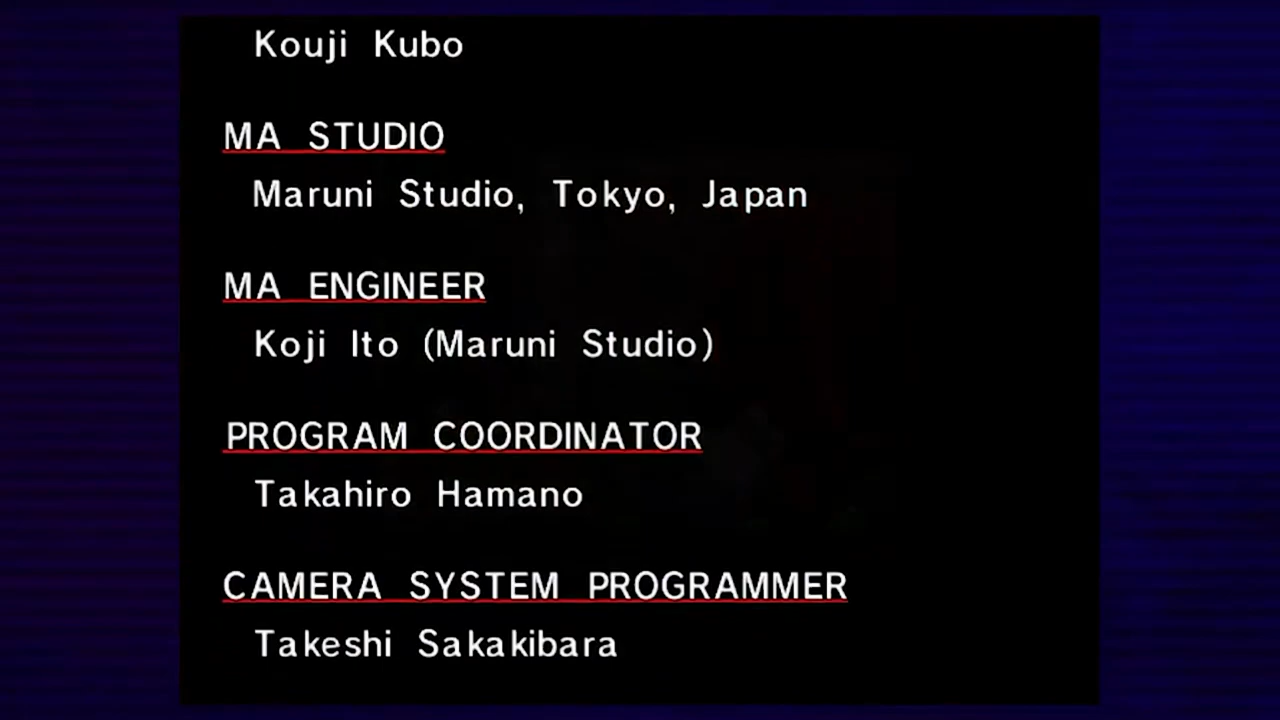 Kouji Kubo
MA STUDIO
Maruni Studio, Tokyo, Japan
MA ENGINEER
Koji Ito (Maruni Studio)
PROGRAM COORDINATOR
Takahiro Hamano
CAMERA SYSTEM PROGRAMMER
Takeshi Sakakibara